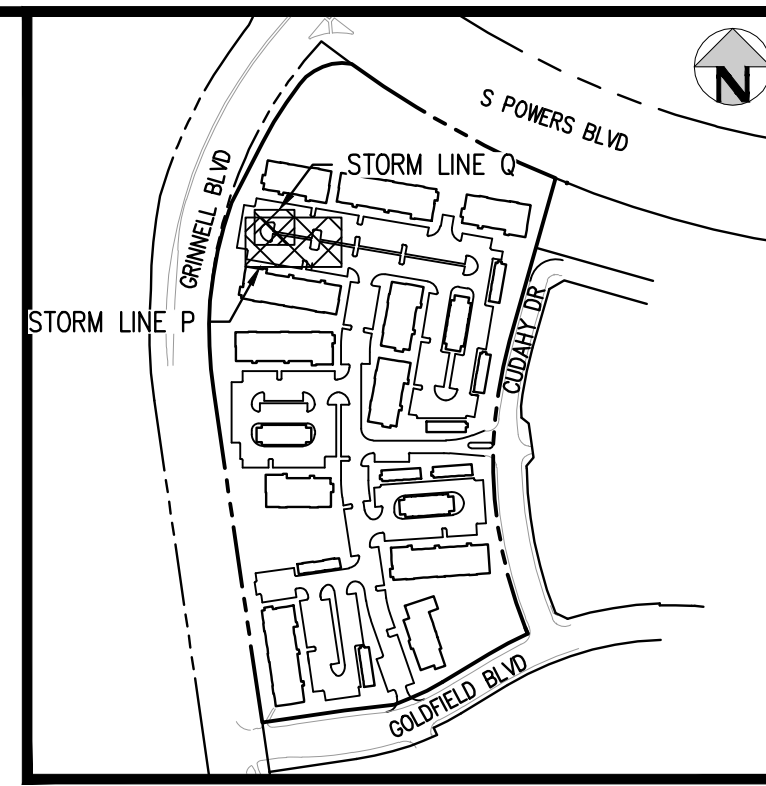 N
S POWERS BLVD
STORM LINE Q
GRINNELL BLVD
STORM LINE P
CUDAHY DR
GOLDFIELD BLVD